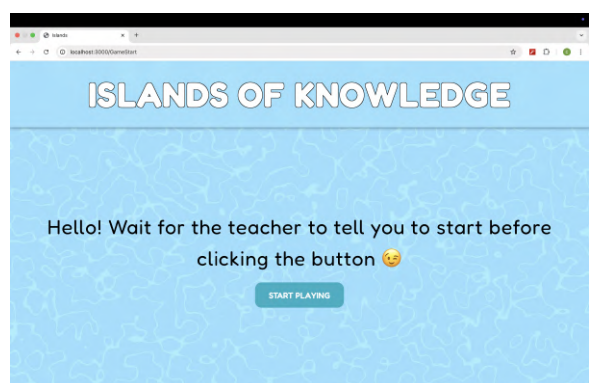 Islands
localhost:3000/GameStart
ISLANDS OF KNOWLEDGE
Hello! Wait for the teacher to tell you to start before
clicking the button 😉
START PLAYING